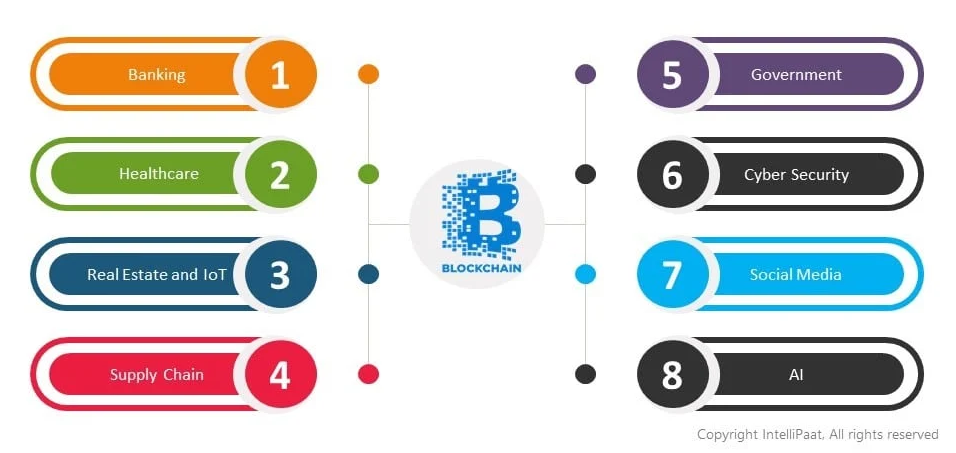 Banking 1
Healthcare 2
Real Estate and IoT 3
Supply Chain 4
BLOCKCHAIN
5 Government
6 Cyber Security
7 Social Media
8 AI
Copyright IntelliPaat, All rights reserved